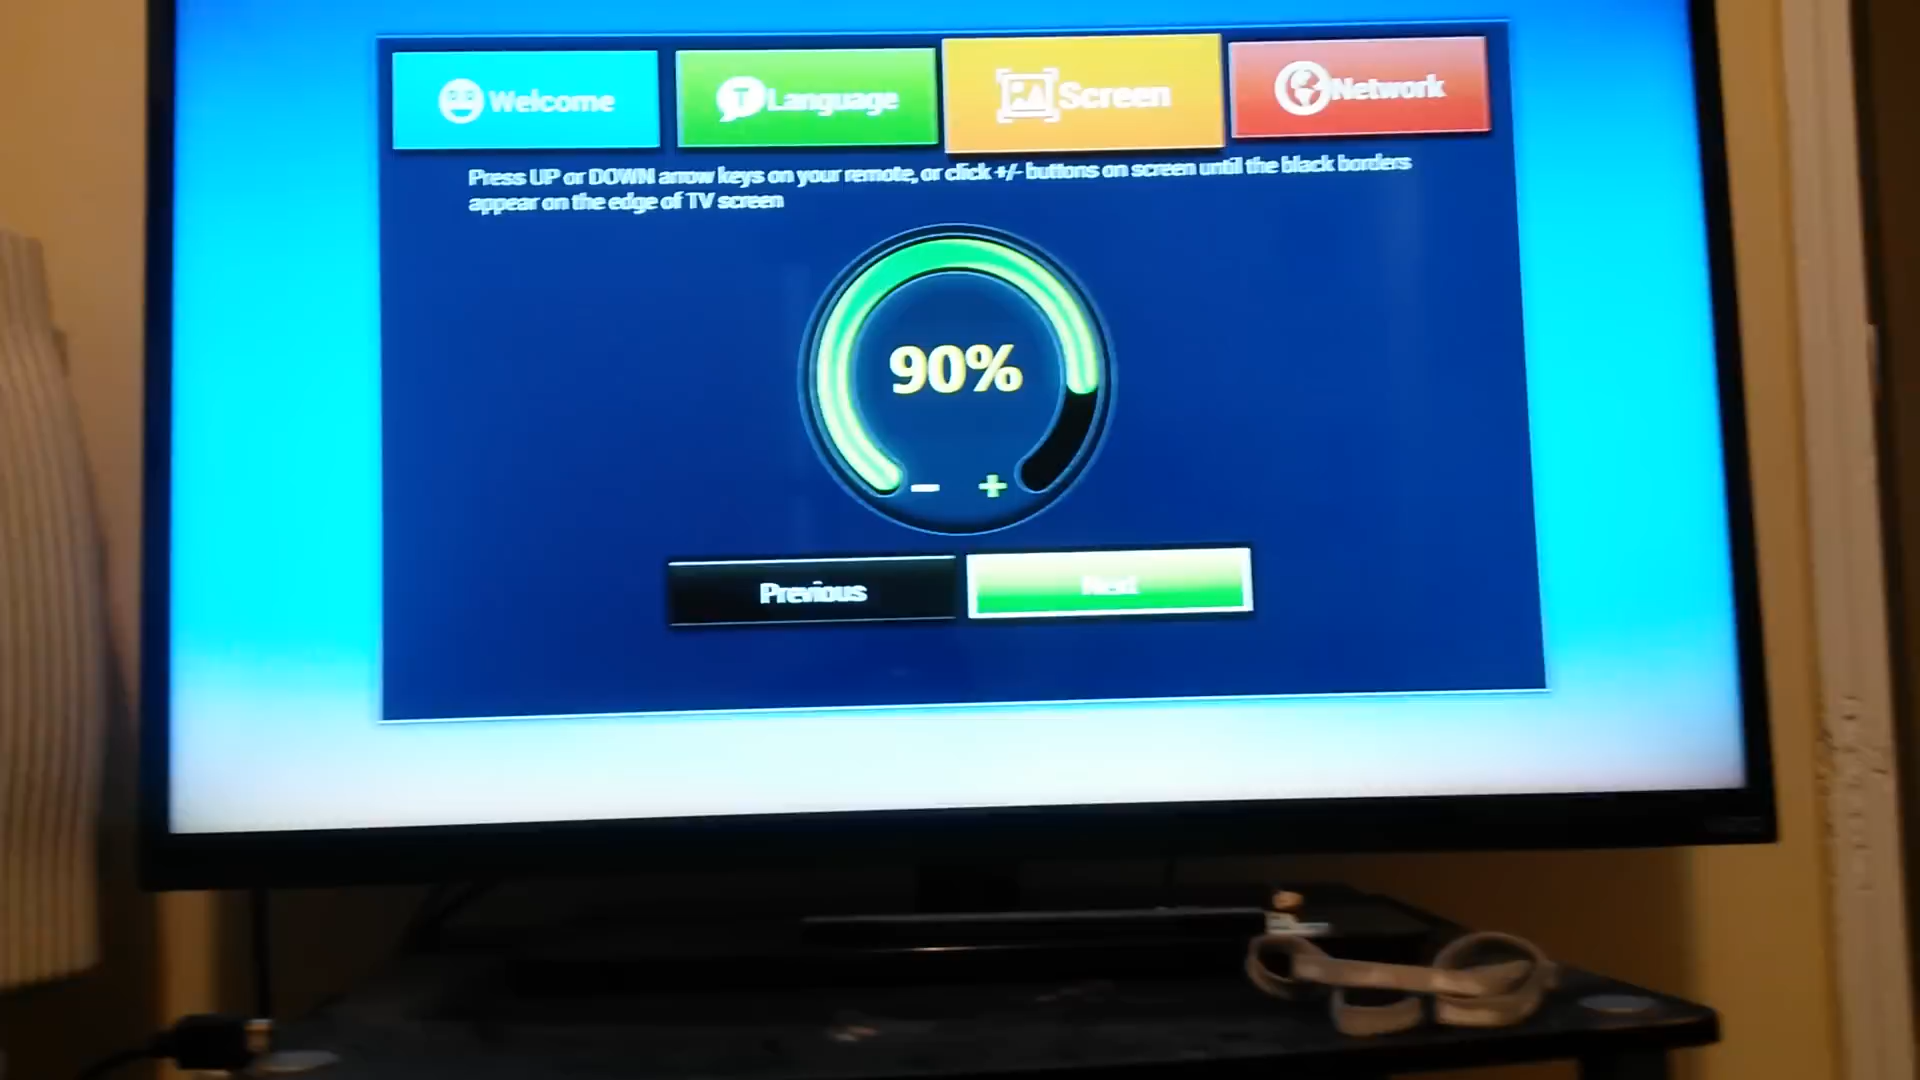 Welcome
Language
Screen
Network
Press UP or DOWN arrow keys on your remote, or click +/- buttons on screen until the black borders
appear on the edge of TV screen
90%
- +
Previous
Next